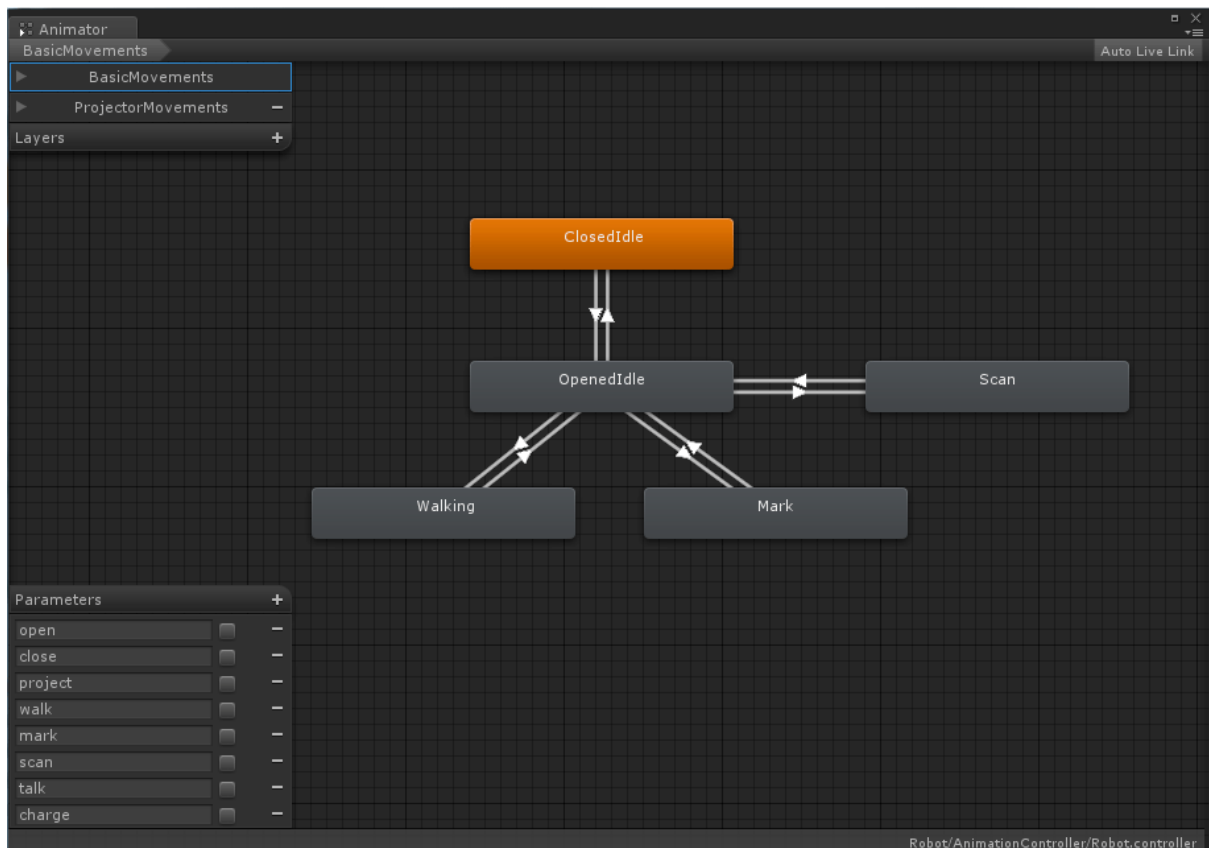 Animator
BasicMovements
Auto Live Link
BasicMovements
ProjectorMovements
Layers
ClosedIdle
OpenedIdle
Scan
Walking
Mark
Parameters
open
close
project
walk
mark
scan
talk
charge
Robot/AnimationController/Robot.controller